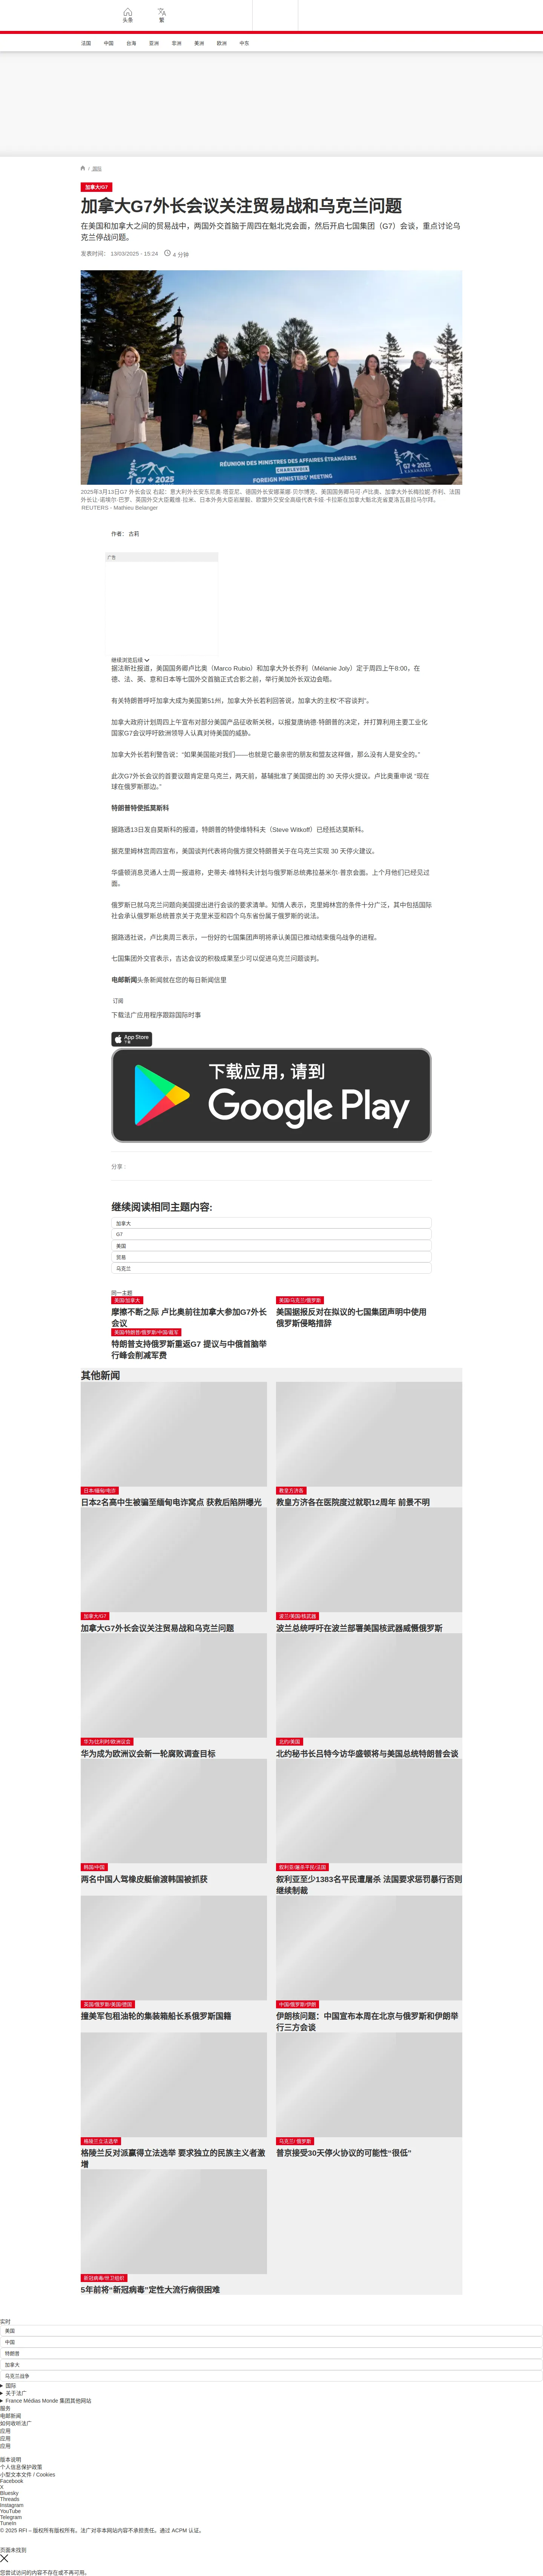 头条
繁
法国 中国 台海 亚洲 非洲 美洲 欧洲 中东
/ 国际
加拿大/G7
加拿大G7外长会议关注贸易战和乌克兰问题
在美国和加拿大之间的贸易战中，两国外交首脑于周四在魁北克会面，然后开启七国集团（G7）会谈，重点讨论乌
克兰停战问题。
发表时间： 13/03/2025 - 15:24 4 分钟
RÉUNION DES MINISTRES DES AFFAIRES ÉTRANGÈRES
CHARLEVOIX
FOREIGN MINISTERS' MEETING
G7 2025
KANANASKIS
G7 2025
KANANASKIS
2025年3月13日G7 外长会议 右起：意大利外长安东尼奥·塔亚尼、德国外长安娜莱娜·贝尔博克、美国国务卿马可·卢比奥、加拿大外长梅拉妮·乔利、法国
外长让-诺埃尔·巴罗、英国外交大臣戴维·拉米、日本外务大臣岩屋毅、欧盟外交安全高级代表卡娅·卡拉斯在加拿大魁北克省夏洛瓦首拉马尔拜。
REUTERS - Mathieu Belanger
作者： 古莉
广告
继续浏览后续
据法新社报道，美国国务卿卢比奥（Marco Rubio）和加拿大外长乔利（Mélanie Joly）定于周四上午8:00，在
德、法、英、意和日本等七国外交首脑正式合影之前，举行美加外长双边会晤。
有关特朗普呼吁加拿大成为美国第51州，加拿大外长若利回答说，加拿大的主权“不容谈判”。
加拿大政府计划周四上午宣布对部分美国产品征收新关税，以报复唐纳德·特朗普的决定，并打算利用主要工业化
国家G7会议呼吁欧洲领导人认真对待美国的威胁。
加拿大外长若利警告说：“如果美国能对我们——也就是它最亲密的朋友和盟友这样做，那么没有人是安全的。”
此次G7外长会议的首要议题肯定是乌克兰，两天前，基辅批准了美国提出的 30 天停火提议。卢比奥重申说 “现在
球在俄罗斯那边。”
特朗普特使抵莫斯科
据路透13日发自莫斯科的报道，特朗普的特使维特科夫（Steve Witkoff）已经抵达莫斯科。
据克里姆林宫周四宣布，美国谈判代表将向俄方提交特朗普关于在乌克兰实现 30 天停火建议。
华盛顿消息灵通人士周一报道称，史蒂夫·维特科夫计划与俄罗斯总统弗拉基米尔·普京会面。上个月他们已经见过
面。
俄罗斯已就乌克兰问题向美国提出进行会谈的要求清单。知情人表示，克里姆林宫的条件十分广泛，其中包括国际
社会承认俄罗斯总统普京关于克里米亚和四个乌东省份属于俄罗斯的说法。
据路透社说，卢比奥周三表示，一份好的七国集团声明将承认美国已推动结束俄乌战争的进程。
七国集团外交官表示，吉达会议的积极成果至少可以促进乌克兰问题谈判。
电邮新闻头条新闻就在您的每日新闻信里
订阅
下载法广应用程序跟踪国际时事
App Store
下载应用，请到
Google Play
分享 :
继续阅读相同主题内容:
加拿大
G7
美国
贸易
乌克兰
同一主题
美国/加拿大
摩擦不断之际 卢比奥前往加拿大参加G7外长
会议
美国/乌克兰/俄罗斯
美国据报反对在拟议的七国集团声明中使用
俄罗斯侵略措辞
美国/特朗普/俄罗斯/中国/裁军
特朗普支持俄罗斯重返G7 提议与中俄首脑举
行峰会削减军费
其他新闻
日本/缅甸/电诈
日本2名高中生被骗至缅甸电诈窝点 获救后陷阱曝光
教皇方济各
教皇方济各在医院度过就职12周年 前景不明
加拿大/G7
加拿大G7外长会议关注贸易战和乌克兰问题
波兰/美国/核武器
波兰总统呼吁在波兰部署美国核武器威慑俄罗斯
华为/比利时/欧洲议会
华为成为欧洲议会新一轮腐败调查目标
北约/美国
北约秘书长吕特今访华盛顿将与美国总统特朗普会谈
韩国/中国
两名中国人驾橡皮艇偷渡韩国被抓获
叙利亚/屠杀平民/法国
叙利亚至少1383名平民遭屠杀 法国要求惩罚暴行否则
继续制裁
英国/俄罗斯/美国/德国
撞美军包租油轮的集装箱船长系俄罗斯国籍
中国/俄罗斯/伊朗
伊朗核问题：中国宣布本周在北京与俄罗斯和伊朗举
行三方会谈
格陵兰立法选举
格陵兰反对派赢得立法选举 要求独立的民族主义者激
增
乌克兰/ 俄罗斯
普京接受30天停火协议的可能性“很低”
新冠病毒/世卫组织
5年前将“新冠病毒”定性大流行病很困难
实时
美国
中国
特朗普
加拿大
乌克兰战争
国际
关于法广
France Médias Monde 集团其他网站
服务
电邮新闻
如何收听法广
应用
应用
应用
版本说明
个人信息保护政策
小型文本文件 / Cookies
Facebook
X
Bluesky
Threads
Instagram
YouTube
Telegram
TuneIn
© 2025 RFI – 版权所有版权所有。法广对非本网站内容不承担责任。通过 ACPM 认证。
页面未找到
您尝试访问的内容不存在或不再可用。